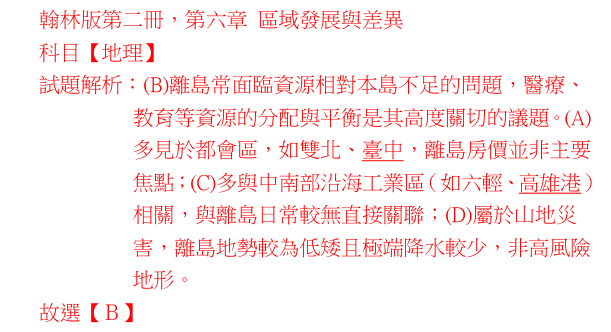 翰林版第二冊，第六章 區域發展與差異
科目【地理】
試題解析：(B)離島常面臨資源相對本島不足的問題，醫療、
教育等資源的分配與平衡是其高度關切的議題。(A)
多見於都會區，如雙北、臺中，離島房價並非主要
焦點；(C)多與中南部沿海工業區（如六輕、高雄港）
相關，與離島日常較無直接關聯；(D)屬於山地災
害，離島地勢較為低矮且極端降水較少，非高風險
地形。
故選【Ｂ】